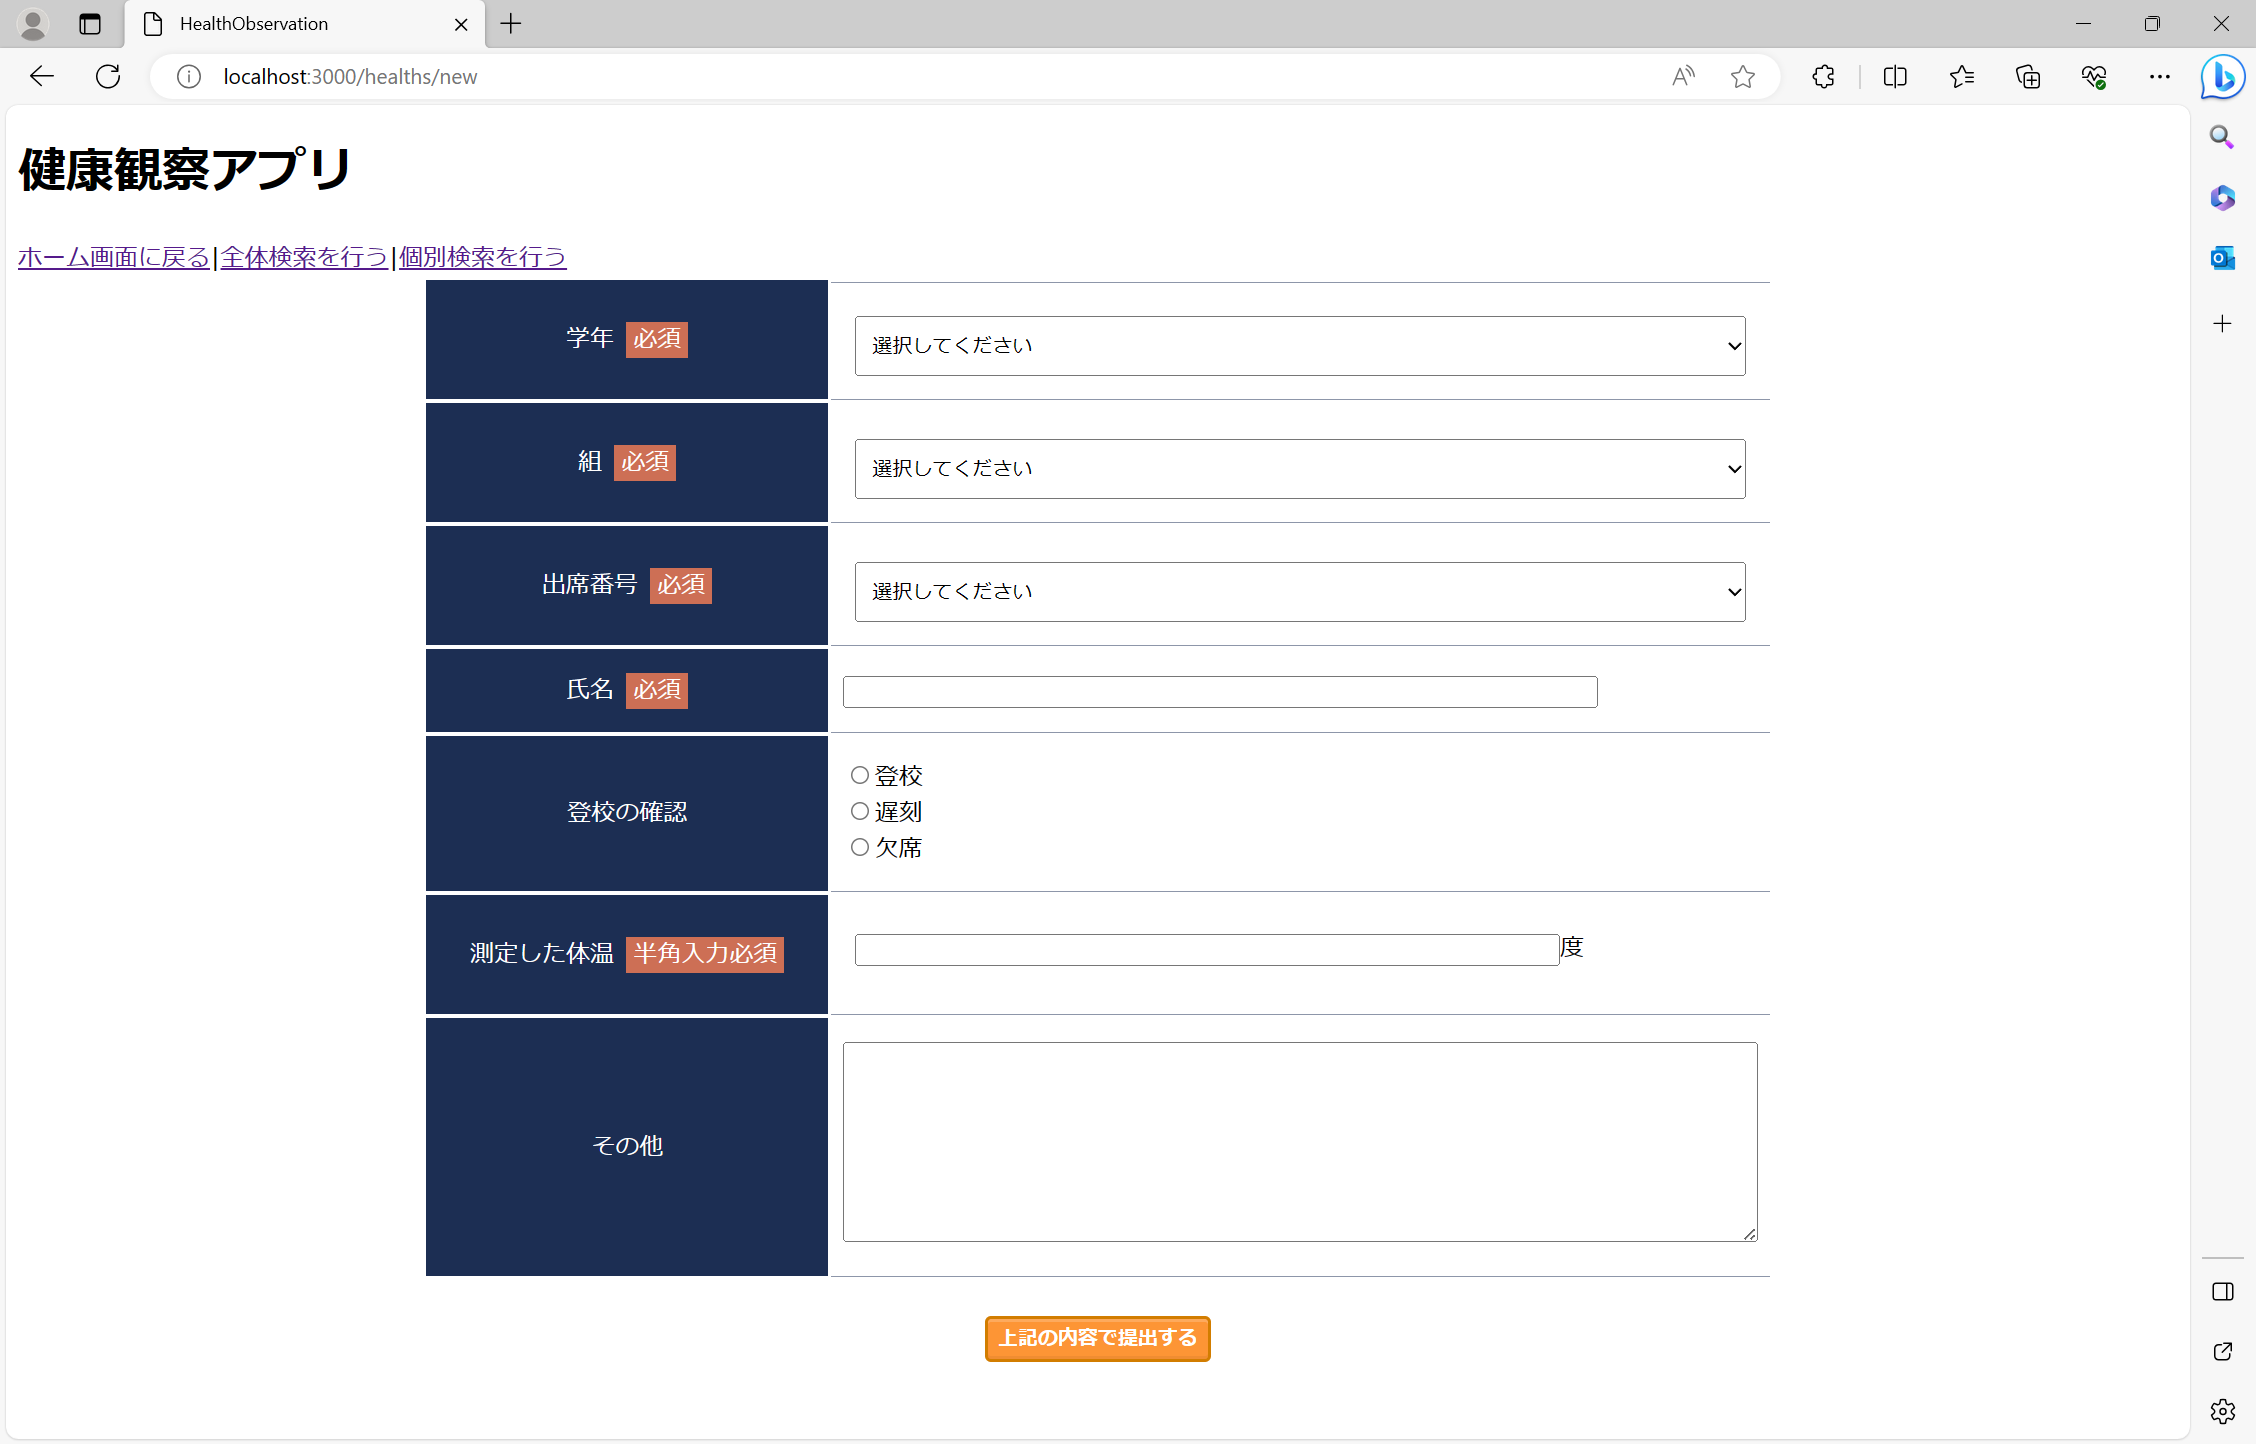 HealthObservation
localhost:3000/healths/new
健康観察アプリ
ホーム画面に戻る|全体検索を行う|個別検索を行う
学年 必須 選択してください
組 必須 選択してください
出席番号 必須 選択してください
氏名 必須
登校の確認
登校
遅刻
欠席
測定した体温 半角入力必須 度
その他
上記の内容で提出する